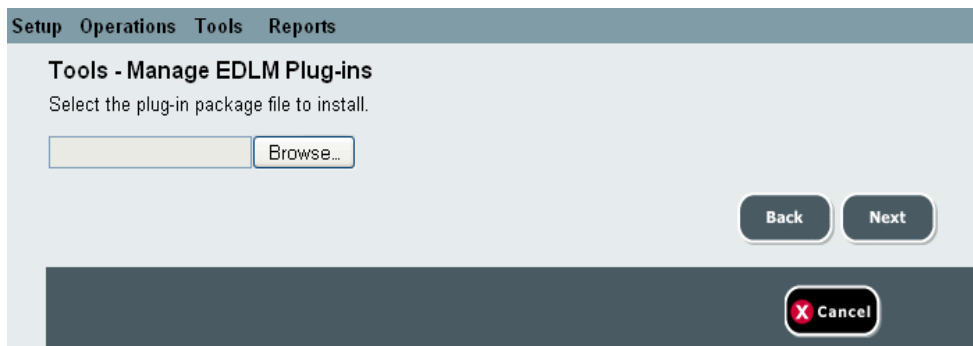 Setup Operations Tools Reports
Tools - Manage EDLM Plug-ins
Select the plug-in package file to install.
Browse...
Back Next
X Cancel